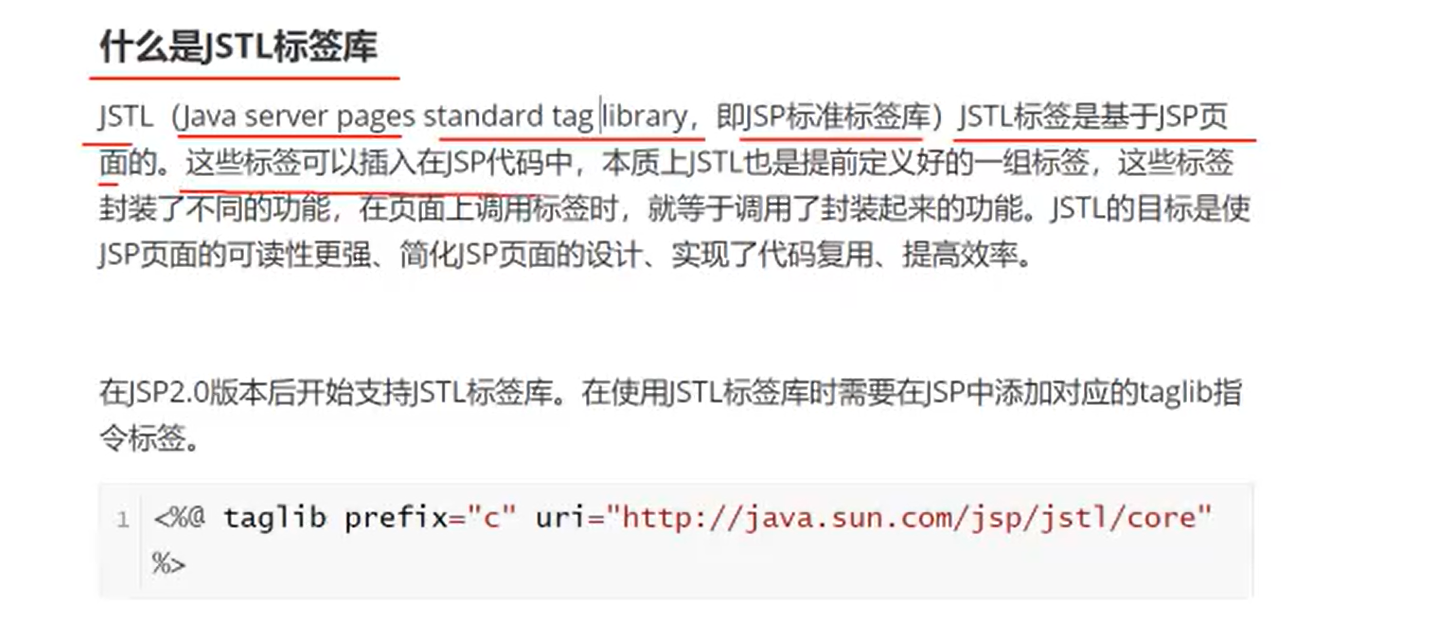 什么是JSTL标签库
JSTL（Java server pages standard tag library，即JSP标准标签库）JSTL标签是基于JSP页
面的。这些标签可以插入在JSP代码中，本质上JSTL也是提前定义好的一组标签，这些标签
封装了不同的功能，在页面上调用标签时，就等于调用了封装起来的功能。JSTL的目标是使
JSP页面的可读性更强、简化JSP页面的设计、实现了代码复用、提高效率。
在JSP2.0版本后开始支持JSTL标签库。在使用JSTL标签库时需要在JSP中添加对应的taglib指
令标签。
1 <%@ taglib prefix="c" uri="http://java.sun.com/jsp/jstl/core"
%>